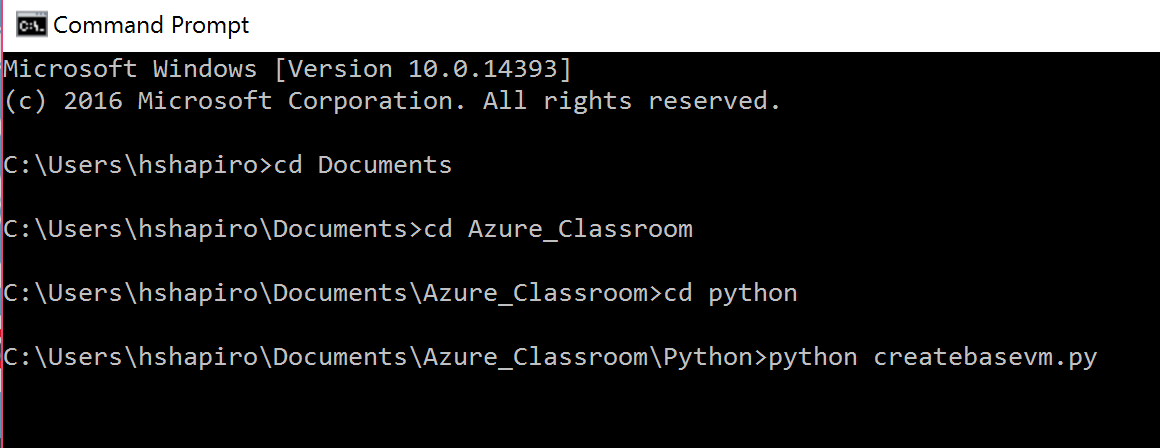 Command Prompt
Microsoft Windows [Version 10.0.14393]
(c) 2016 Microsoft Corporation. All rights reserved.
C:\Users\hshapiro>cd Documents
C:\Users\hshapiro\Documents>cd Azure_Classroom
C:\Users\hshapiro\Documents\Azure_Classroom>cd python
C:\Users\hshapiro\Documents\Azure_Classroom\Python>python createbasevm.py